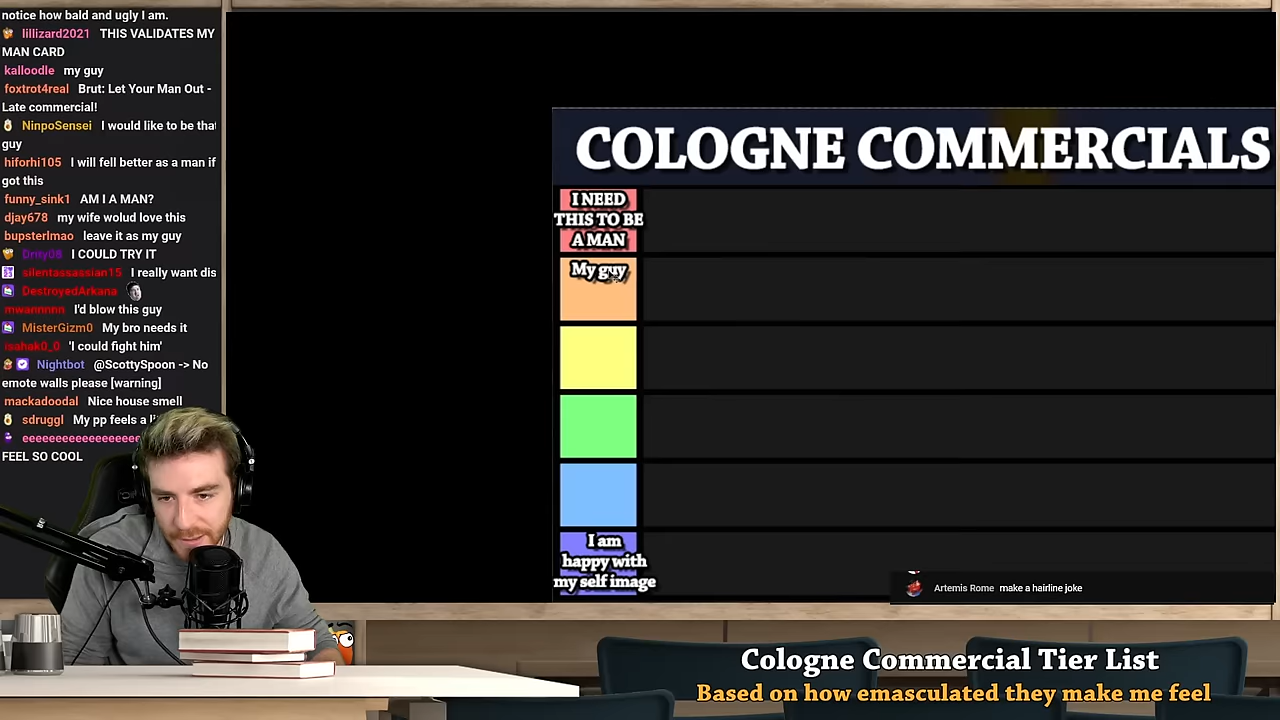 notice how bald and ugly I am.
lillizard2021 THIS VALIDATES MY
MAN CARD
kalloodle my guy
foxtrot4real Brut: Let Your Man Out -
Late commercial!
NinpoSensei I would like to be that
guy
hiforhi105 I will fell better as a man if
got this
funny_sink1 AM I A MAN?
djay678 my wife wolud love this
bupsterlmao leave it as my guy
Drity08 I COULD TRY IT
silentassassian15 I really want dis
DestroyedArkana
mwannnnn I'd blow this guy
MisterGizm0 My bro needs it
isahak0_0 'I could fight him'
Nightbot @ScottySpoon -> No
emote walls please [warning]
mackadoodal Nice house smell
sdruggl My pp feels a
FEEL SO COOL
COLOGNE COMMERCIALS
I NEED
THIS TO BE
A MAN
My guy
I am
happy with
my self image
Artemis Rome make a hairline joke
Cologne Commercial Tier List
Based on how emasculated they make me feel